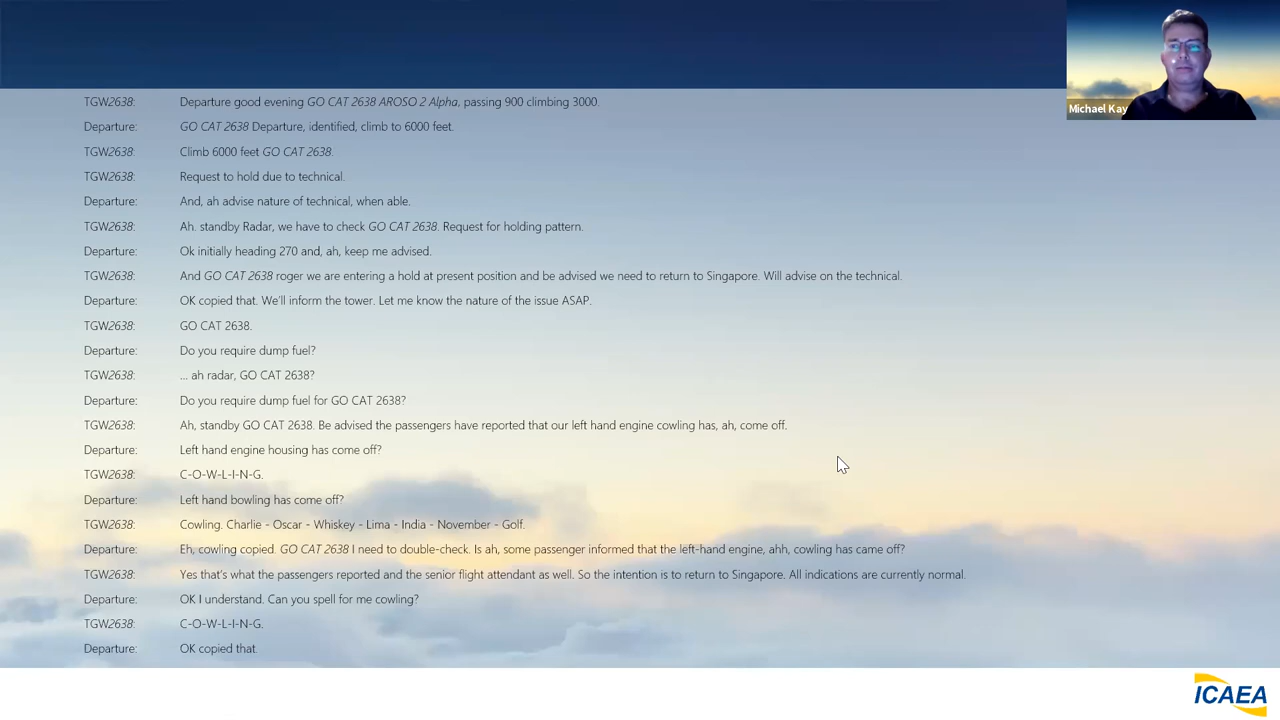 Michael Kay
TGW2638: Departure good evening GO CAT 2638 AROSO 2 Alpha, passing 900 climbing 3000.
Departure: GO CAT 2638 Departure, identified, climb to 6000 feet.
TGW2638: Climb 6000 feet GO CAT 2638.
TGW2638: Request to hold due to technical.
Departure: And, ah advise nature of technical, when able.
TGW2638: Ah. standby Radar, we have to check GO CAT 2638. Request for holding pattern.
Departure: Ok initially heading 270 and, ah, keep me advised.
TGW2638: And GO CAT 2638 roger we are entering a hold at present position and be advised we need to return to Singapore. Will advise on the technical.
Departure: OK copied that. We'll inform the tower. Let me know the nature of the issue ASAP.
TGW2638: GO CAT 2638.
Departure: Do you require dump fuel?
TGW2638: ... ah radar, GO CAT 2638?
Departure: Do you require dump fuel for GO CAT 2638?
TGW2638: Ah, standby GO CAT 2638. Be advised the passengers have reported that our left hand engine cowling has, ah, come off.
Departure: Left hand engine housing has come off?
TGW2638: C-O-W-L-I-N-G.
Departure: Left hand bowling has come off?
TGW2638: Cowling. Charlie - Oscar - Whiskey - Lima - India - November - Golf.
Departure: Eh, cowling copied. GO CAT 2638 I need to double-check. Is ah, some passenger informed that the left-hand engine, ahh, cowling has came off?
TGW2638: Yes that's what the passengers reported and the senior flight attendant as well. So the intention is to return to Singapore. All indications are currently normal.
Departure: OK I understand. Can you spell for me cowling?
TGW2638: C-O-W-L-I-N-G.
Departure: OK copied that.
ICAEA